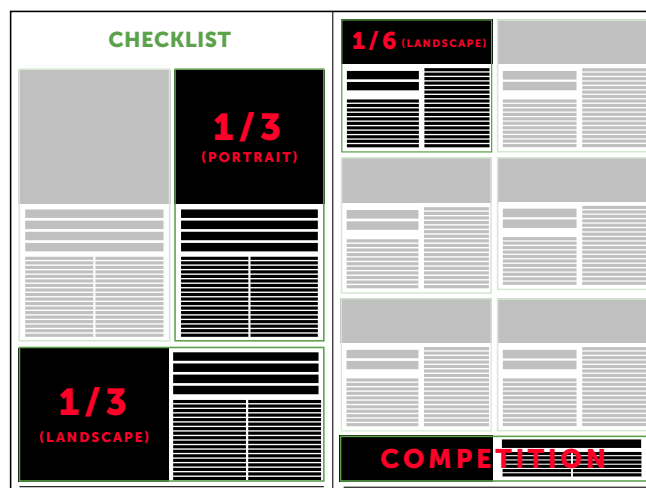 CHECKLIST
1/3
(PORTRAIT)
1/3
(LANDSCAPE)
1/6 (LANDSCAPE)
COMPETITION